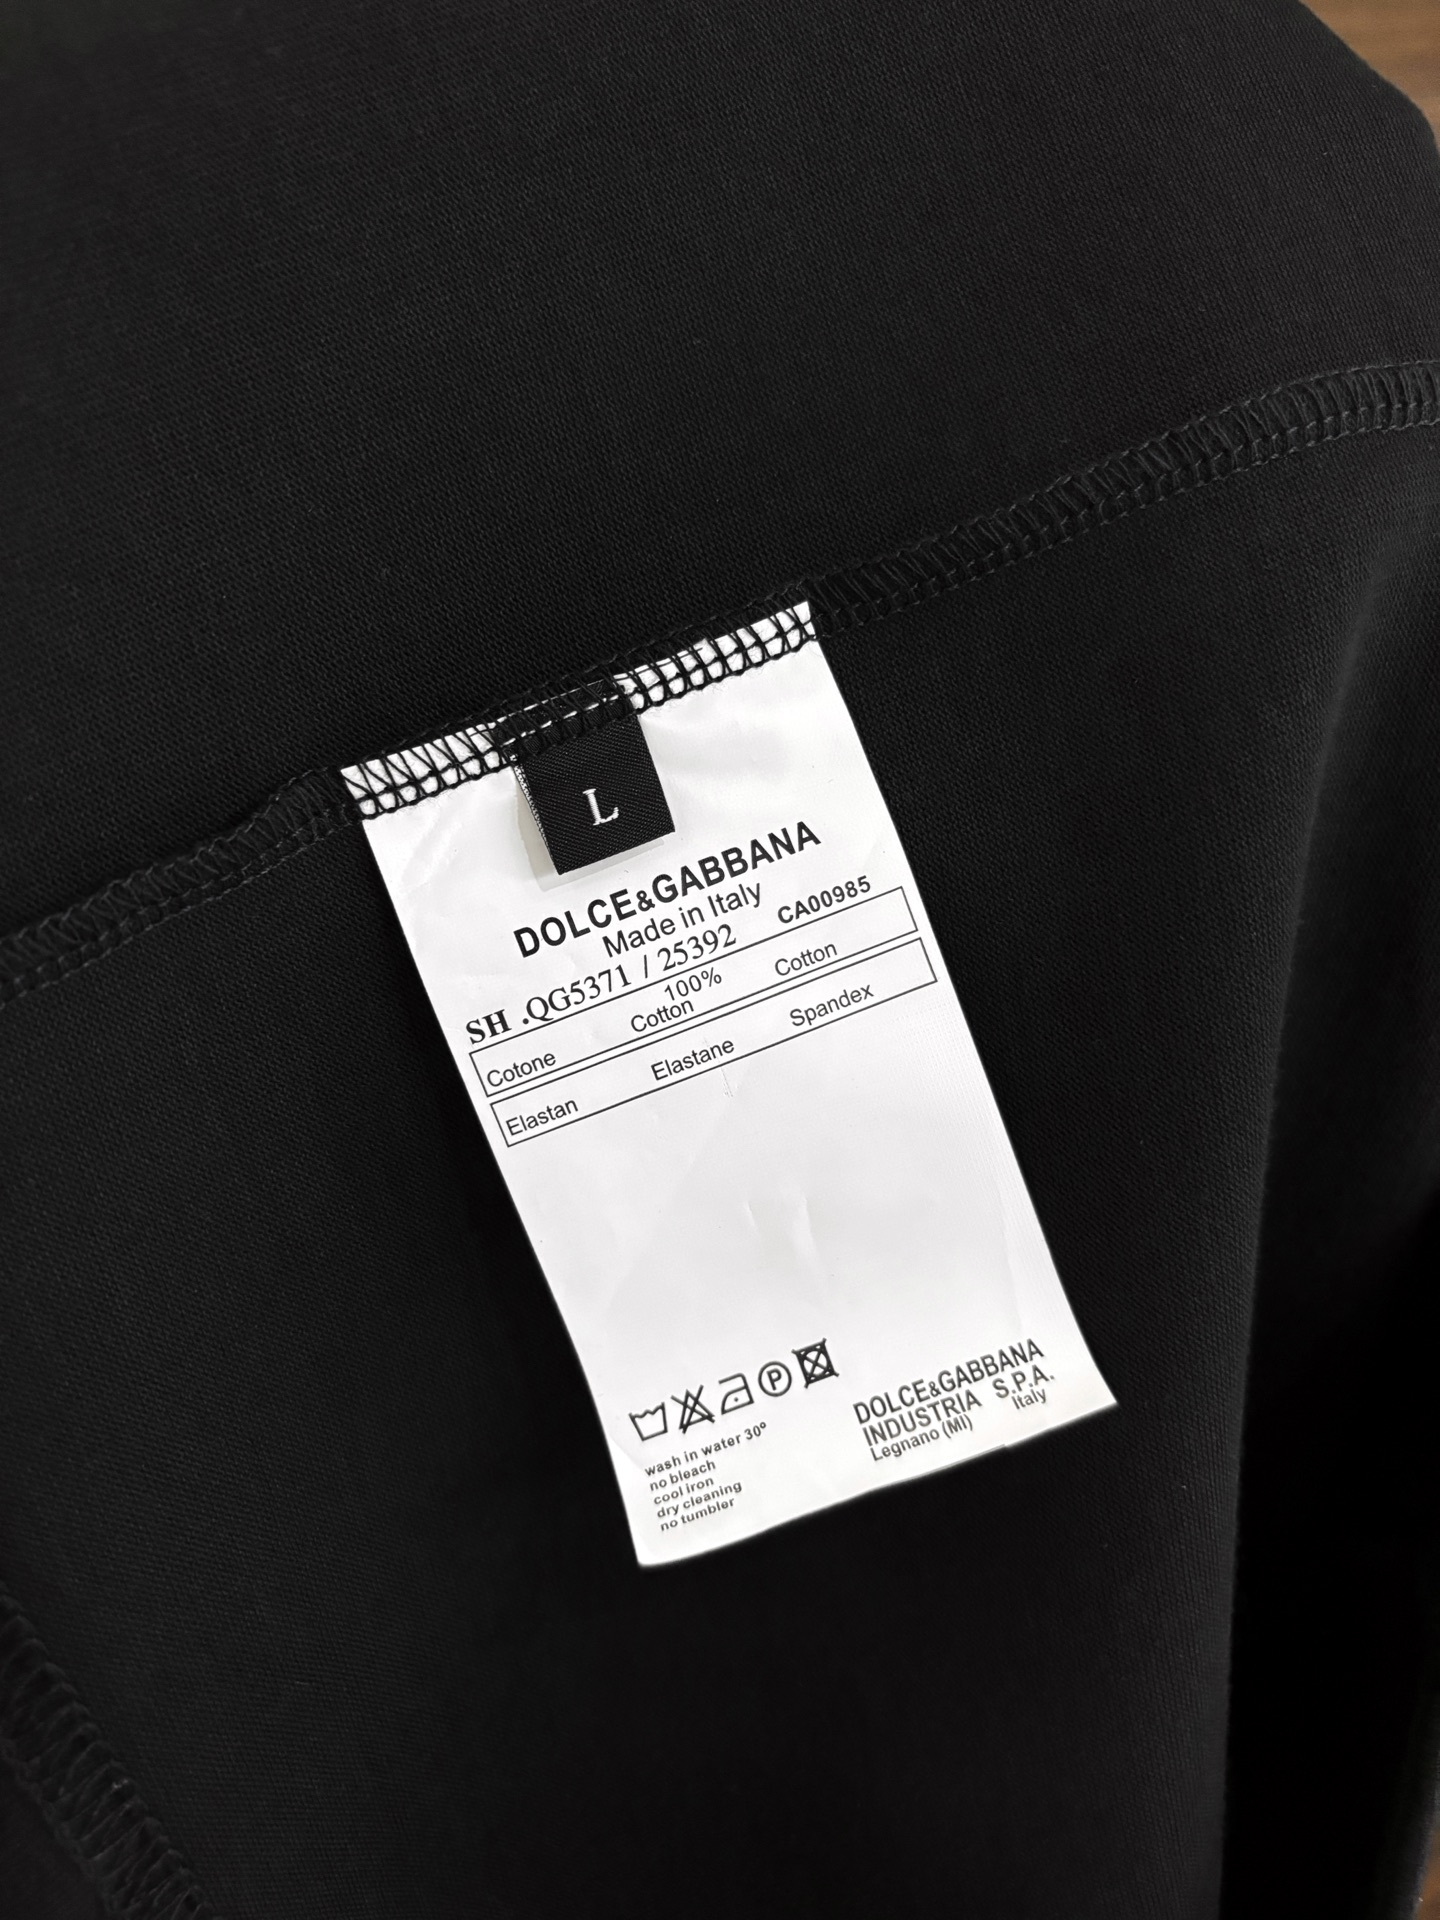 L
DOLCE&GABBANA
Made in Italy
SH .QG5371 / 25392 CA00985
100%
Cotone Cotton Cotton
Elastan Elastane Spandex
P
wash in water 30°
no bleach
cool iron
dry cleaning
no tumbler
DOLCE&GABBANA
INDUSTRIA S.P.A.
Legnano (MI) Italy